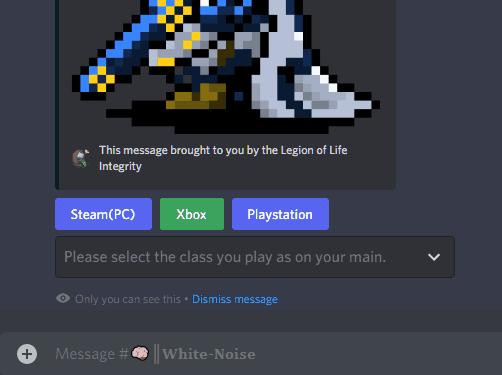 This message brought to you by the Legion of Life
Integrity
Steam(PC) Xbox Playstation
Please select the class you play as on your main.
Only you can see this • Dismiss message
Message #🧠║White-Noise